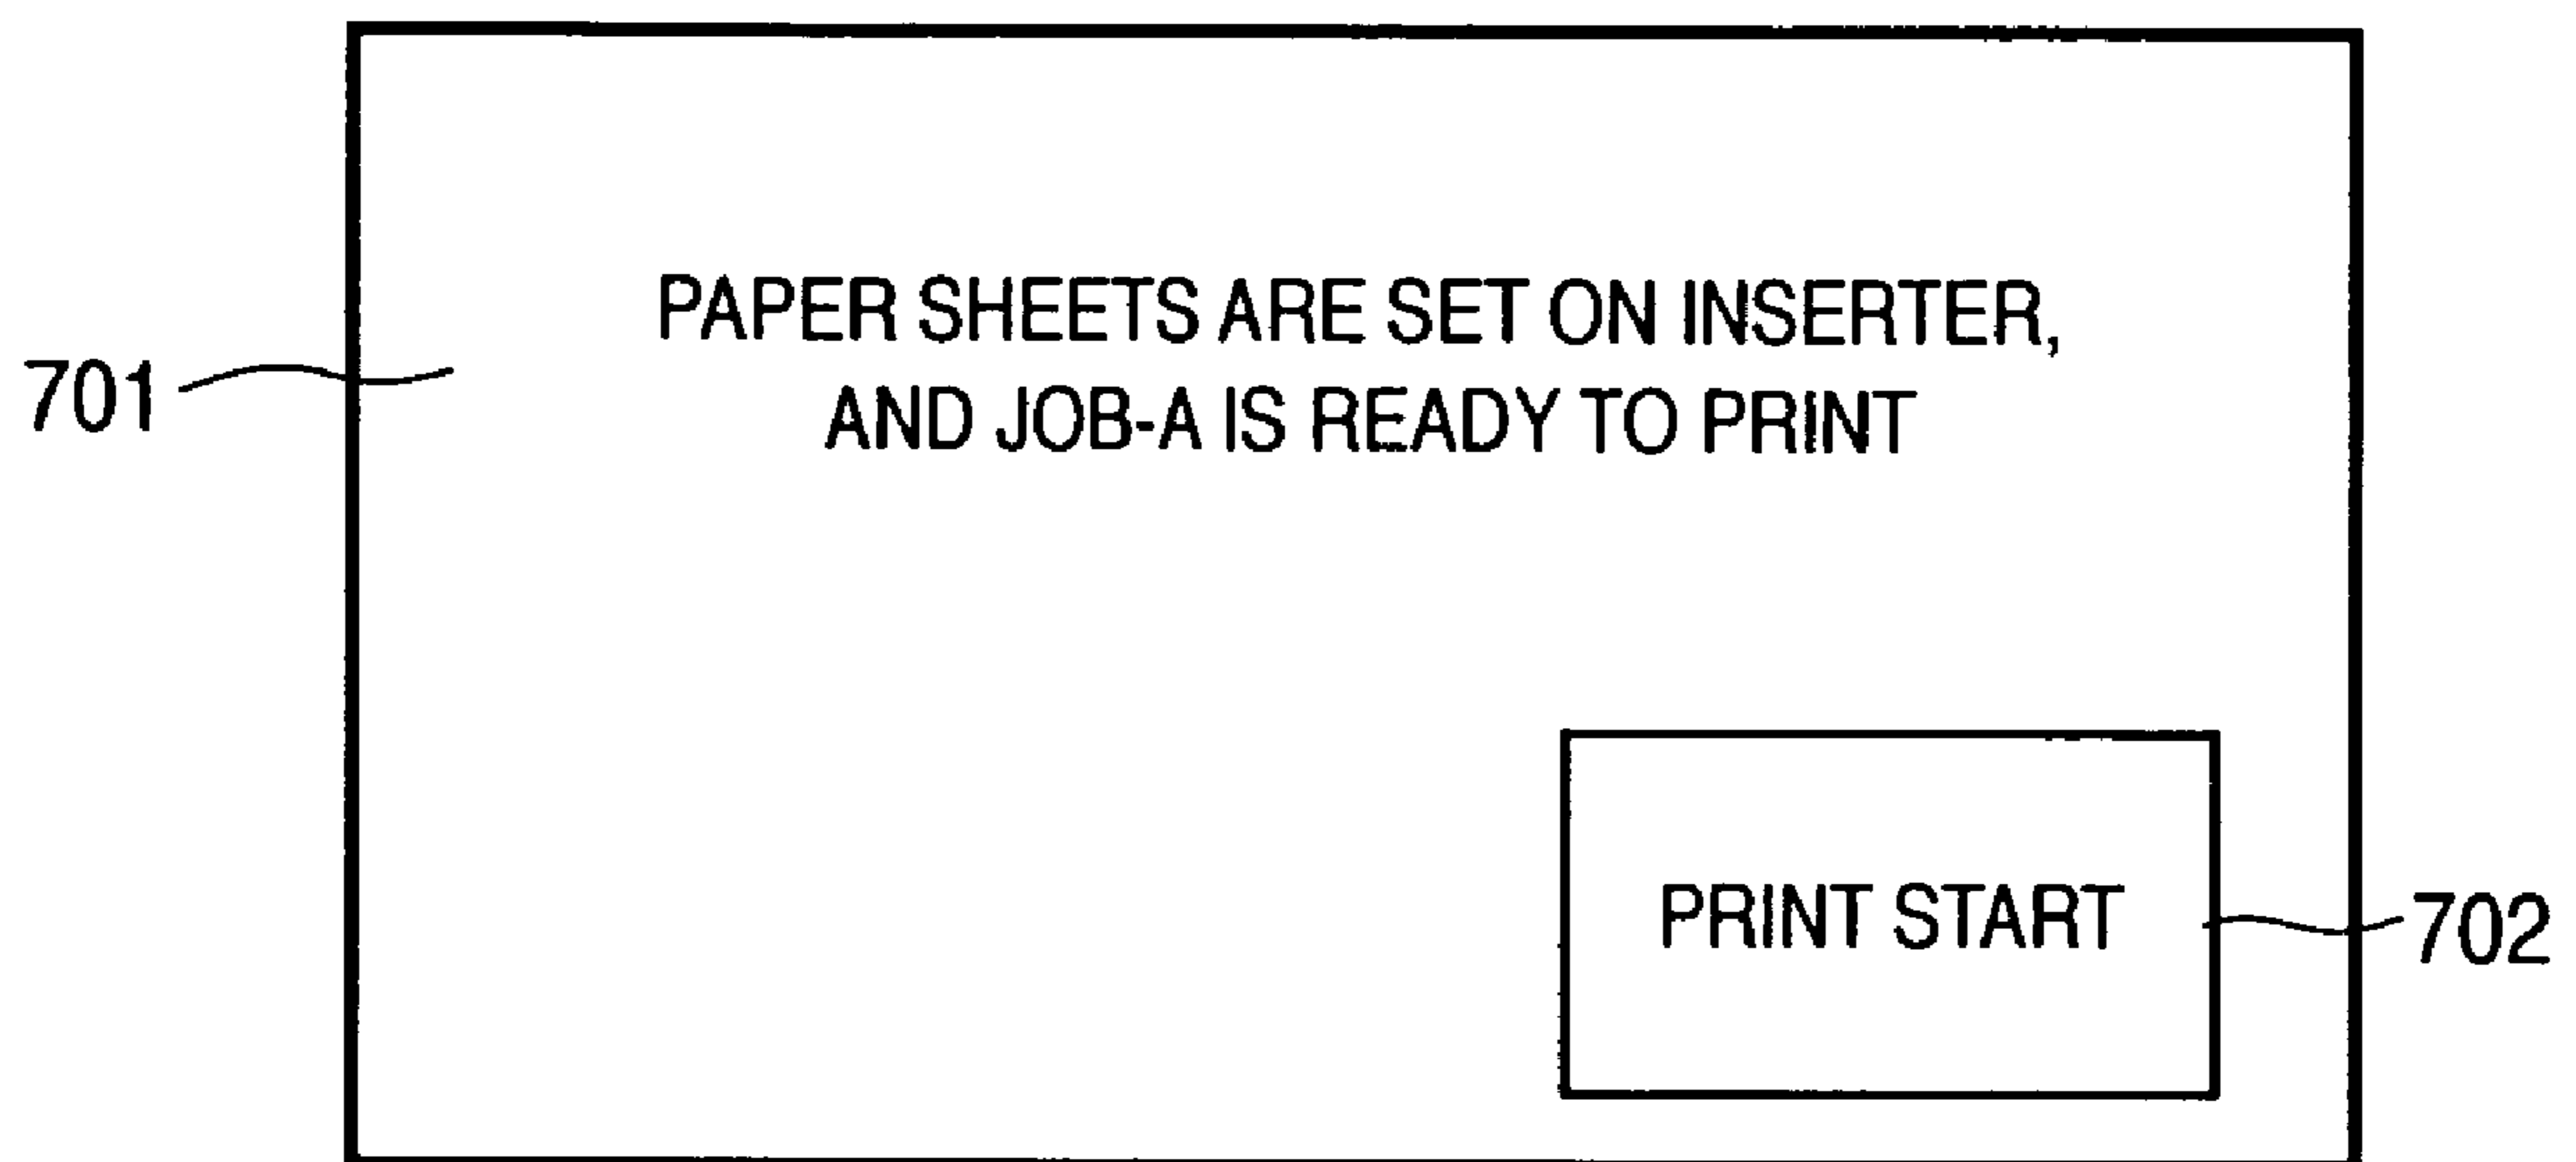 PAPER SHEETS ARE SET ON INSERTER,
701
AND JOB-A IS READY TO PRINT
PRINT START
702